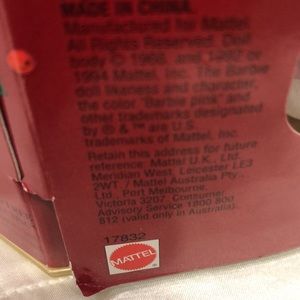 MADE IN CHINA.
Manufactured for Mattel
All Rights Reserved. Doll
body © 1966, and 1992 or
1994 Mattel, Inc. The Barbie
doll likeness and character,
the color "Barbie pink" and
other trademarks designated
by ® & ™ are U.S.
trademarks of Mattel, Inc.
Retain this address for future
reference: Mattel U.K., Ltd.
Meridian West, Leicester LE3
2WT / Mattel Australia Pty.,
Ltd. Port Melbourne,
Victoria 3207. Consumer
Advisory Service 1800 800
812 (valid only in Australia).
17832
MATTEL